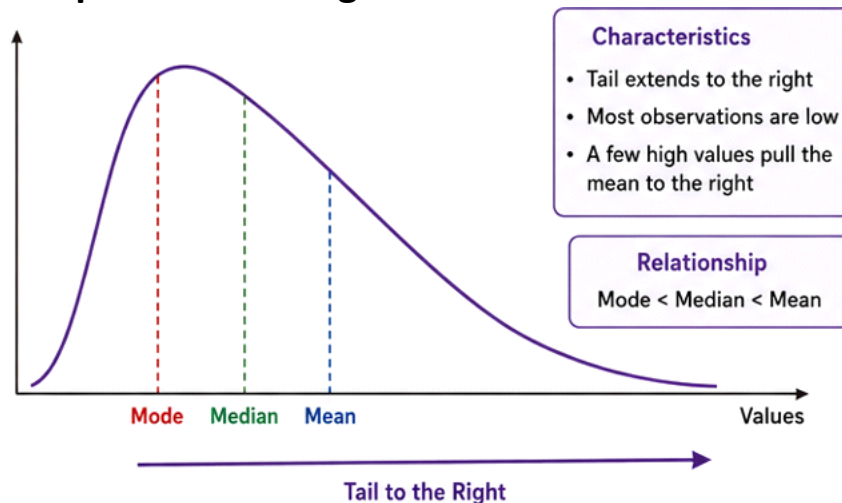 Characteristics
• Tail extends to the right
• Most observations are low
• A few high values pull the
mean to the right
Relationship
Mode < Median < Mean
Mode Median Mean
Values
Tail to the Right